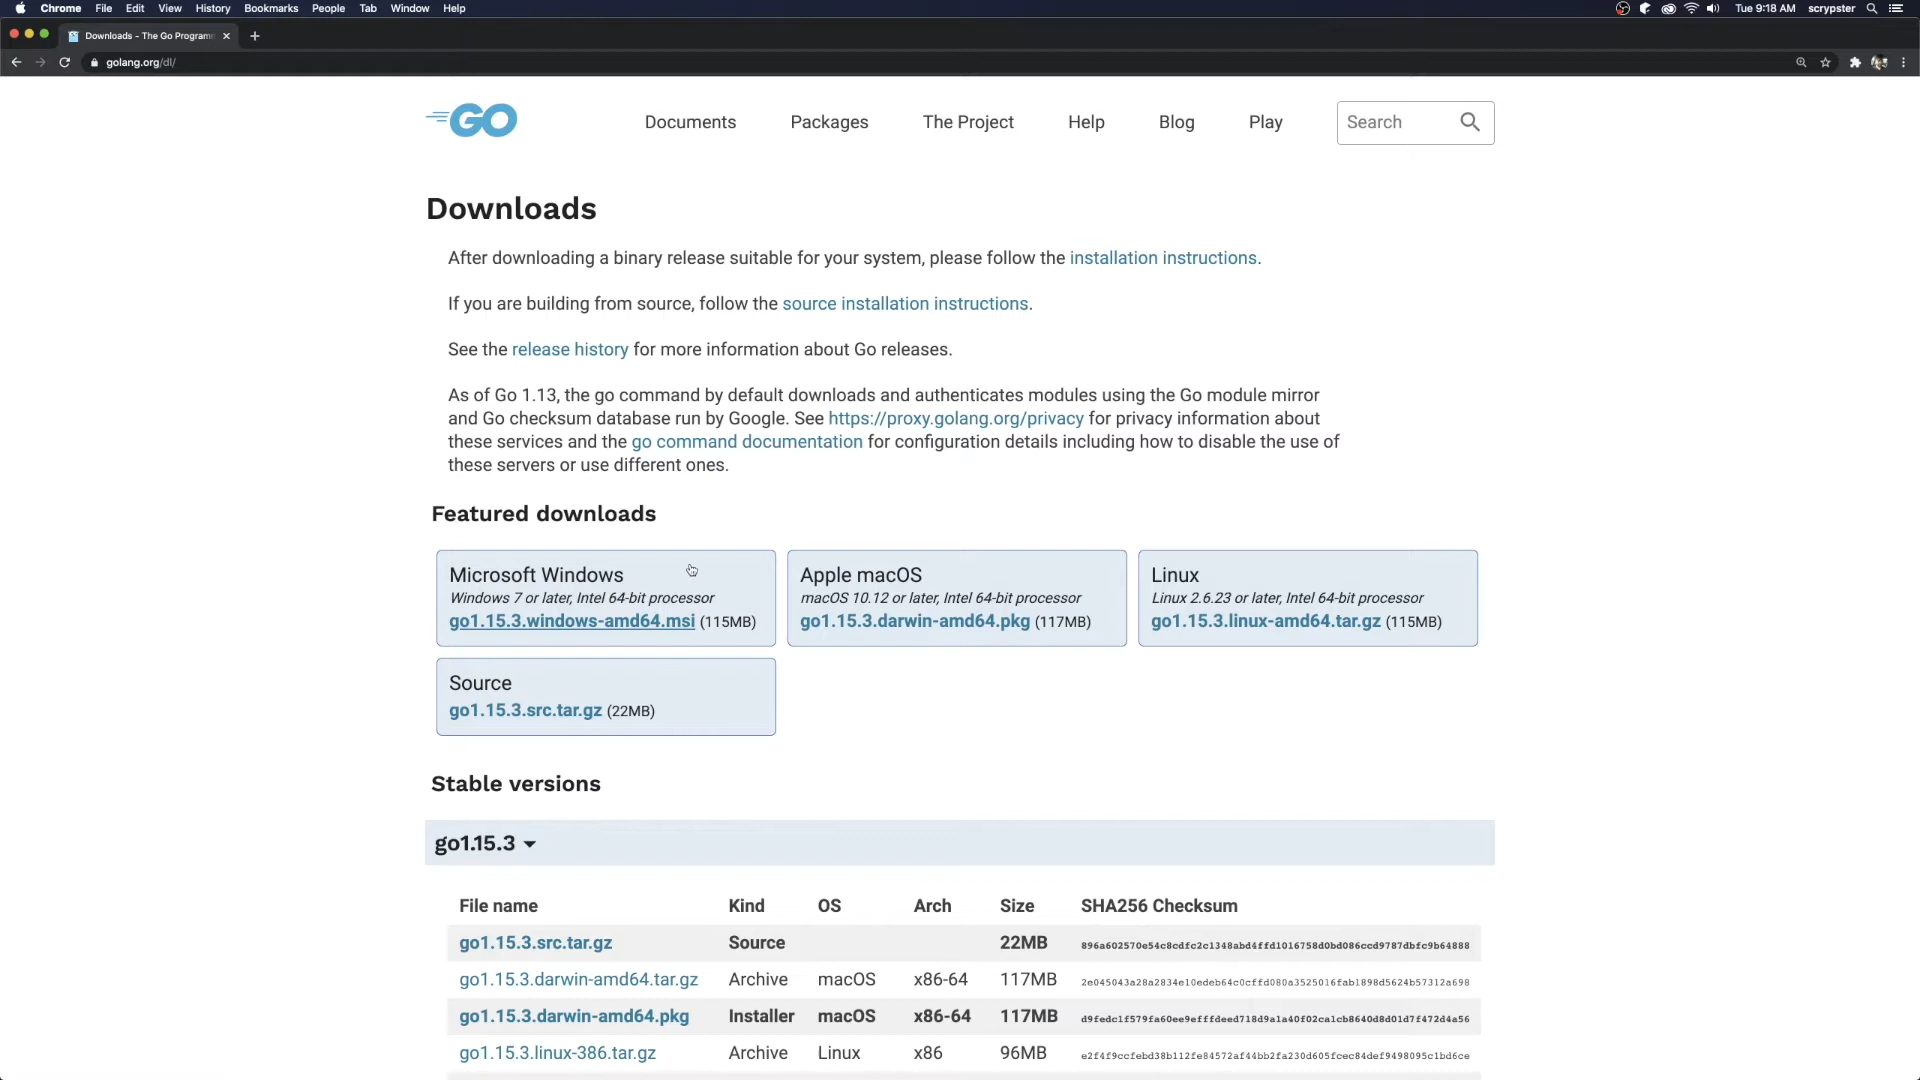 Chrome File Edit View History Bookmarks People Tab Window Help
Tue 9:18 AM scrypster
Downloads - The Go Programm
golang.org/dl/
GO
Documents Packages The Project Help Blog Play Search
Downloads
After downloading a binary release suitable for your system, please follow the installation instructions.
If you are building from source, follow the source installation instructions.
See the release history for more information about Go releases.
As of Go 1.13, the go command by default downloads and authenticates modules using the Go module mirror
and Go checksum database run by Google. See https://proxy.golang.org/privacy for privacy information about
these services and the go command documentation for configuration details including how to disable the use of
these servers or use different ones.
Featured downloads
Microsoft Windows
Windows 7 or later, Intel 64-bit processor
go1.15.3.windows-amd64.msi (115MB)
Apple macOS
macOS 10.12 or later, Intel 64-bit processor
go1.15.3.darwin-amd64.pkg (117MB)
Linux
Linux 2.6.23 or later, Intel 64-bit processor
go1.15.3.linux-amd64.tar.gz (115MB)
Source
go1.15.3.src.tar.gz (22MB)
Stable versions
go1.15.3
File name Kind OS Arch Size SHA256 Checksum
go1.15.3.src.tar.gz Source 22MB 896a602570e54c8cdfc2c1348abd4ffd1016758d0bd086ccd9787dbfc9b64888
go1.15.3.darwin-amd64.tar.gz Archive macOS x86-64 117MB 2e045043a28a2834e10edeb64c0cffd080a3525016fab1898d5624b57312a698
go1.15.3.darwin-amd64.pkg Installer macOS x86-64 117MB d9fedc1f579fa60ee9efffdeed718d9a1a40f02ca1cb8640d8d01d7f472d4a56
go1.15.3.linux-386.tar.gz Archive Linux x86 96MB e2f4f9ccfebd38b112fe84572af44bb2fa230d605fcec84def9498095c1bd6ce